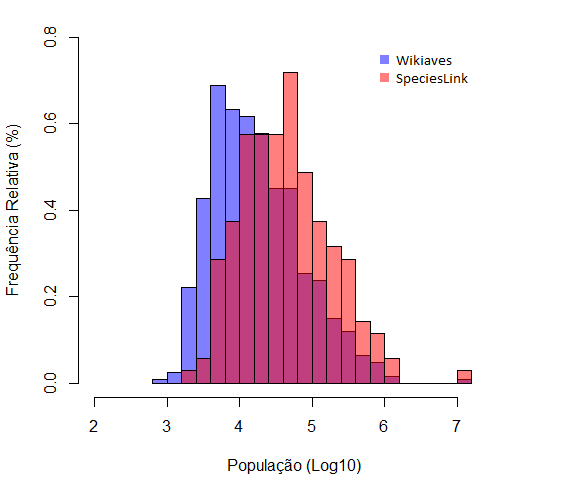 0.8
Wikiaves
SpeciesLink
0.6
Frequência Relativa (%)
0.4
0.2
0.0
2 3 4 5 6 7
População (Log10)